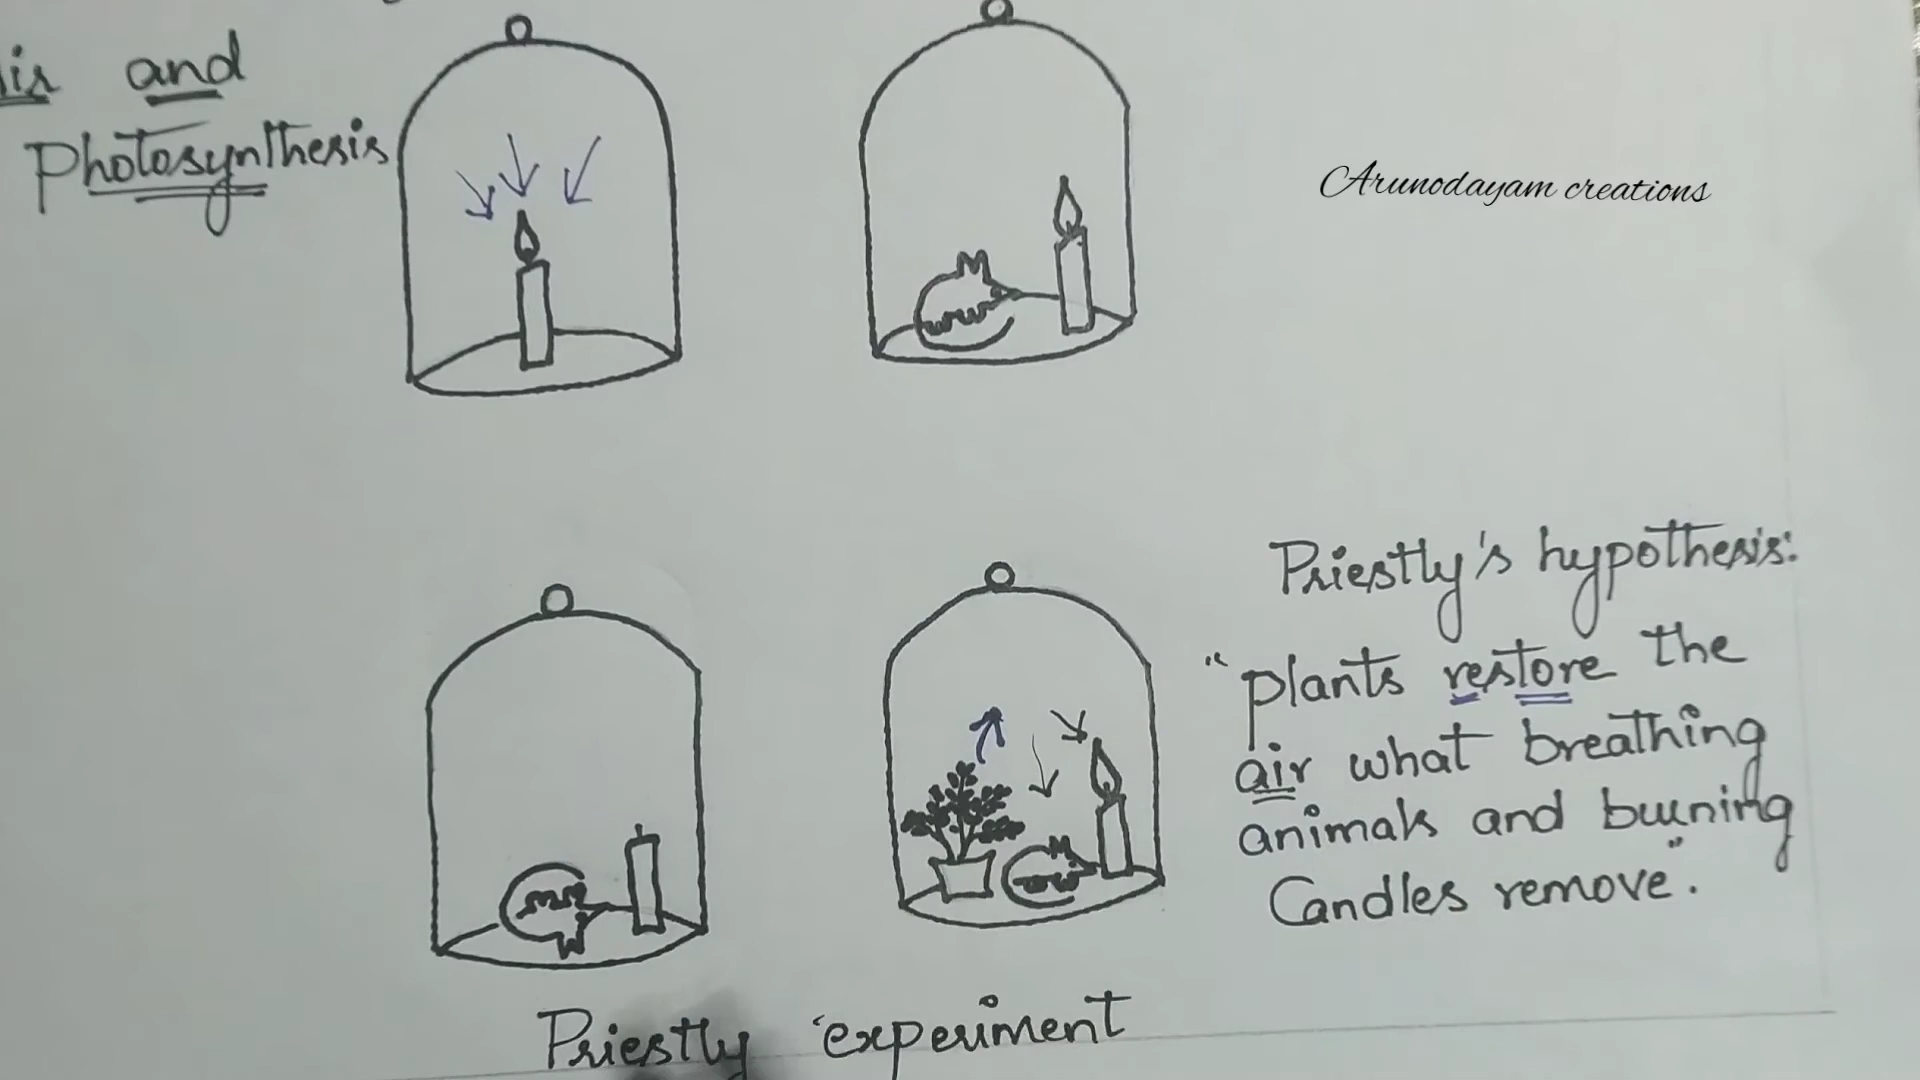 and
Photosynthesis
Arunodayam creations
Priestly's hypothesis:
"plants restore the
air what breathing
animals and burning
Candles remove".
Priestly experiment